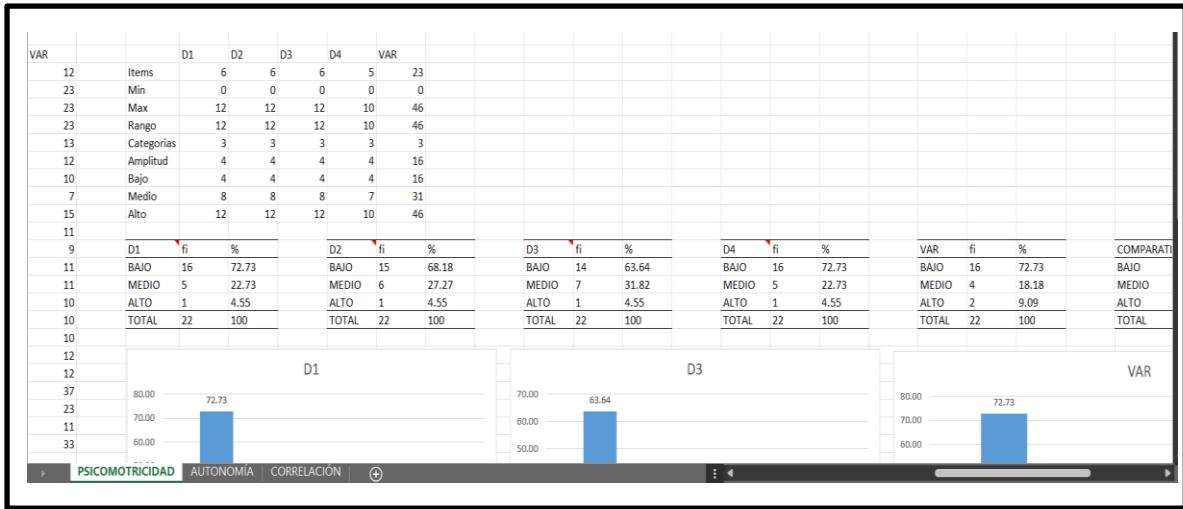 VAR D1 D2 D3 D4 VAR
12 Items 6 6 6 5 23
23 Min 0 0 0 0 0
23 Max 12 12 12 10 46
23 Rango 12 12 12 10 46
13 Categorias 3 3 3 3 3
12 Amplitud 4 4 4 4 16
10 Bajo 4 4 4 4 16
7 Medio 8 8 8 7 31
15 Alto 12 12 12 10 46
11
9 D1 fi % D2 fi % D3 fi % D4 fi % VAR fi % COMPARATI
11 BAJO 16 72.73 BAJO 15 68.18 BAJO 14 63.64 BAJO 16 72.73 BAJO 16 72.73 BAJO
11 MEDIO 5 22.73 MEDIO 6 27.27 MEDIO 7 31.82 MEDIO 5 22.73 MEDIO 4 18.18 MEDIO
10 ALTO 1 4.55 ALTO 1 4.55 ALTO 1 4.55 ALTO 1 4.55 ALTO 2 9.09 ALTO
10 TOTAL 22 100 TOTAL 22 100 TOTAL 22 100 TOTAL 22 100 TOTAL 22 100 TOTAL
10
12
12
37
23
11
33
D1
80.00
72.73
70.00
60.00
D3
70.00
63.64
60.00
50.00
VAR
80.00
72.73
70.00
60.00
PSICOMOTRICIDAD AUTONOMÍA CORRELACIÓN